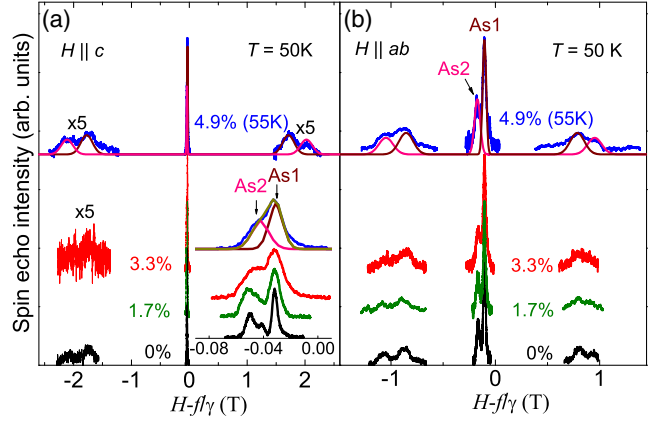 (a)
H || c
T = 50K
x5
4.9% (55K)
x5
As2
As1
x5
3.3%
1.7%
0%
-0.08
-0.04
0.00
-2
-1
0
1
2
H-f/γ (T)
Spin echo intensity (arb. units)
(b)
H || ab
As1
T = 50 K
As2
4.9% (55K)
3.3%
1.7%
0%
-1
0
1
H-f/γ (T)